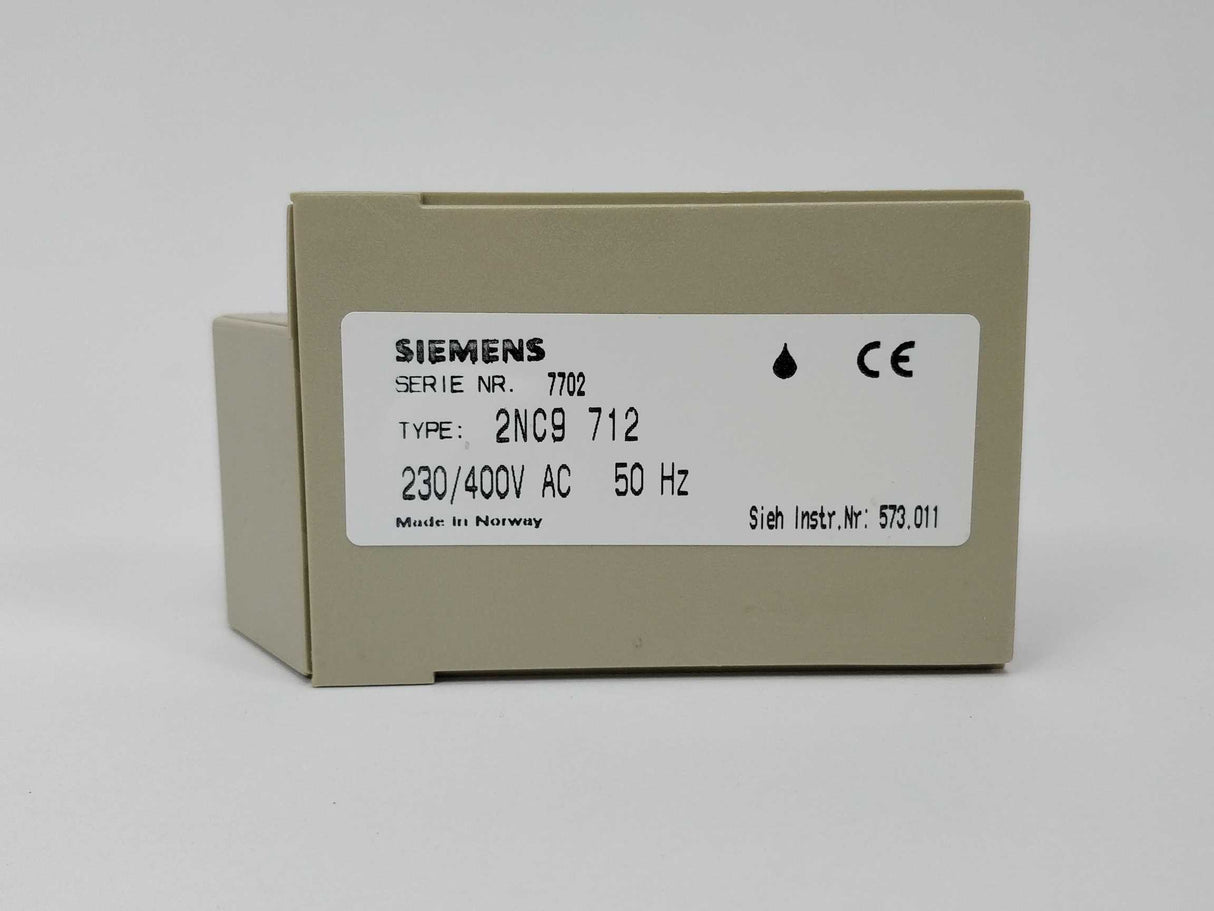 SIEMENS
CE
SERIE NR. 7702
TYPE: 2NC9 712
230/400V AC 50 Hz
Made in Norway
Sieh Instr.Nr: 573.011